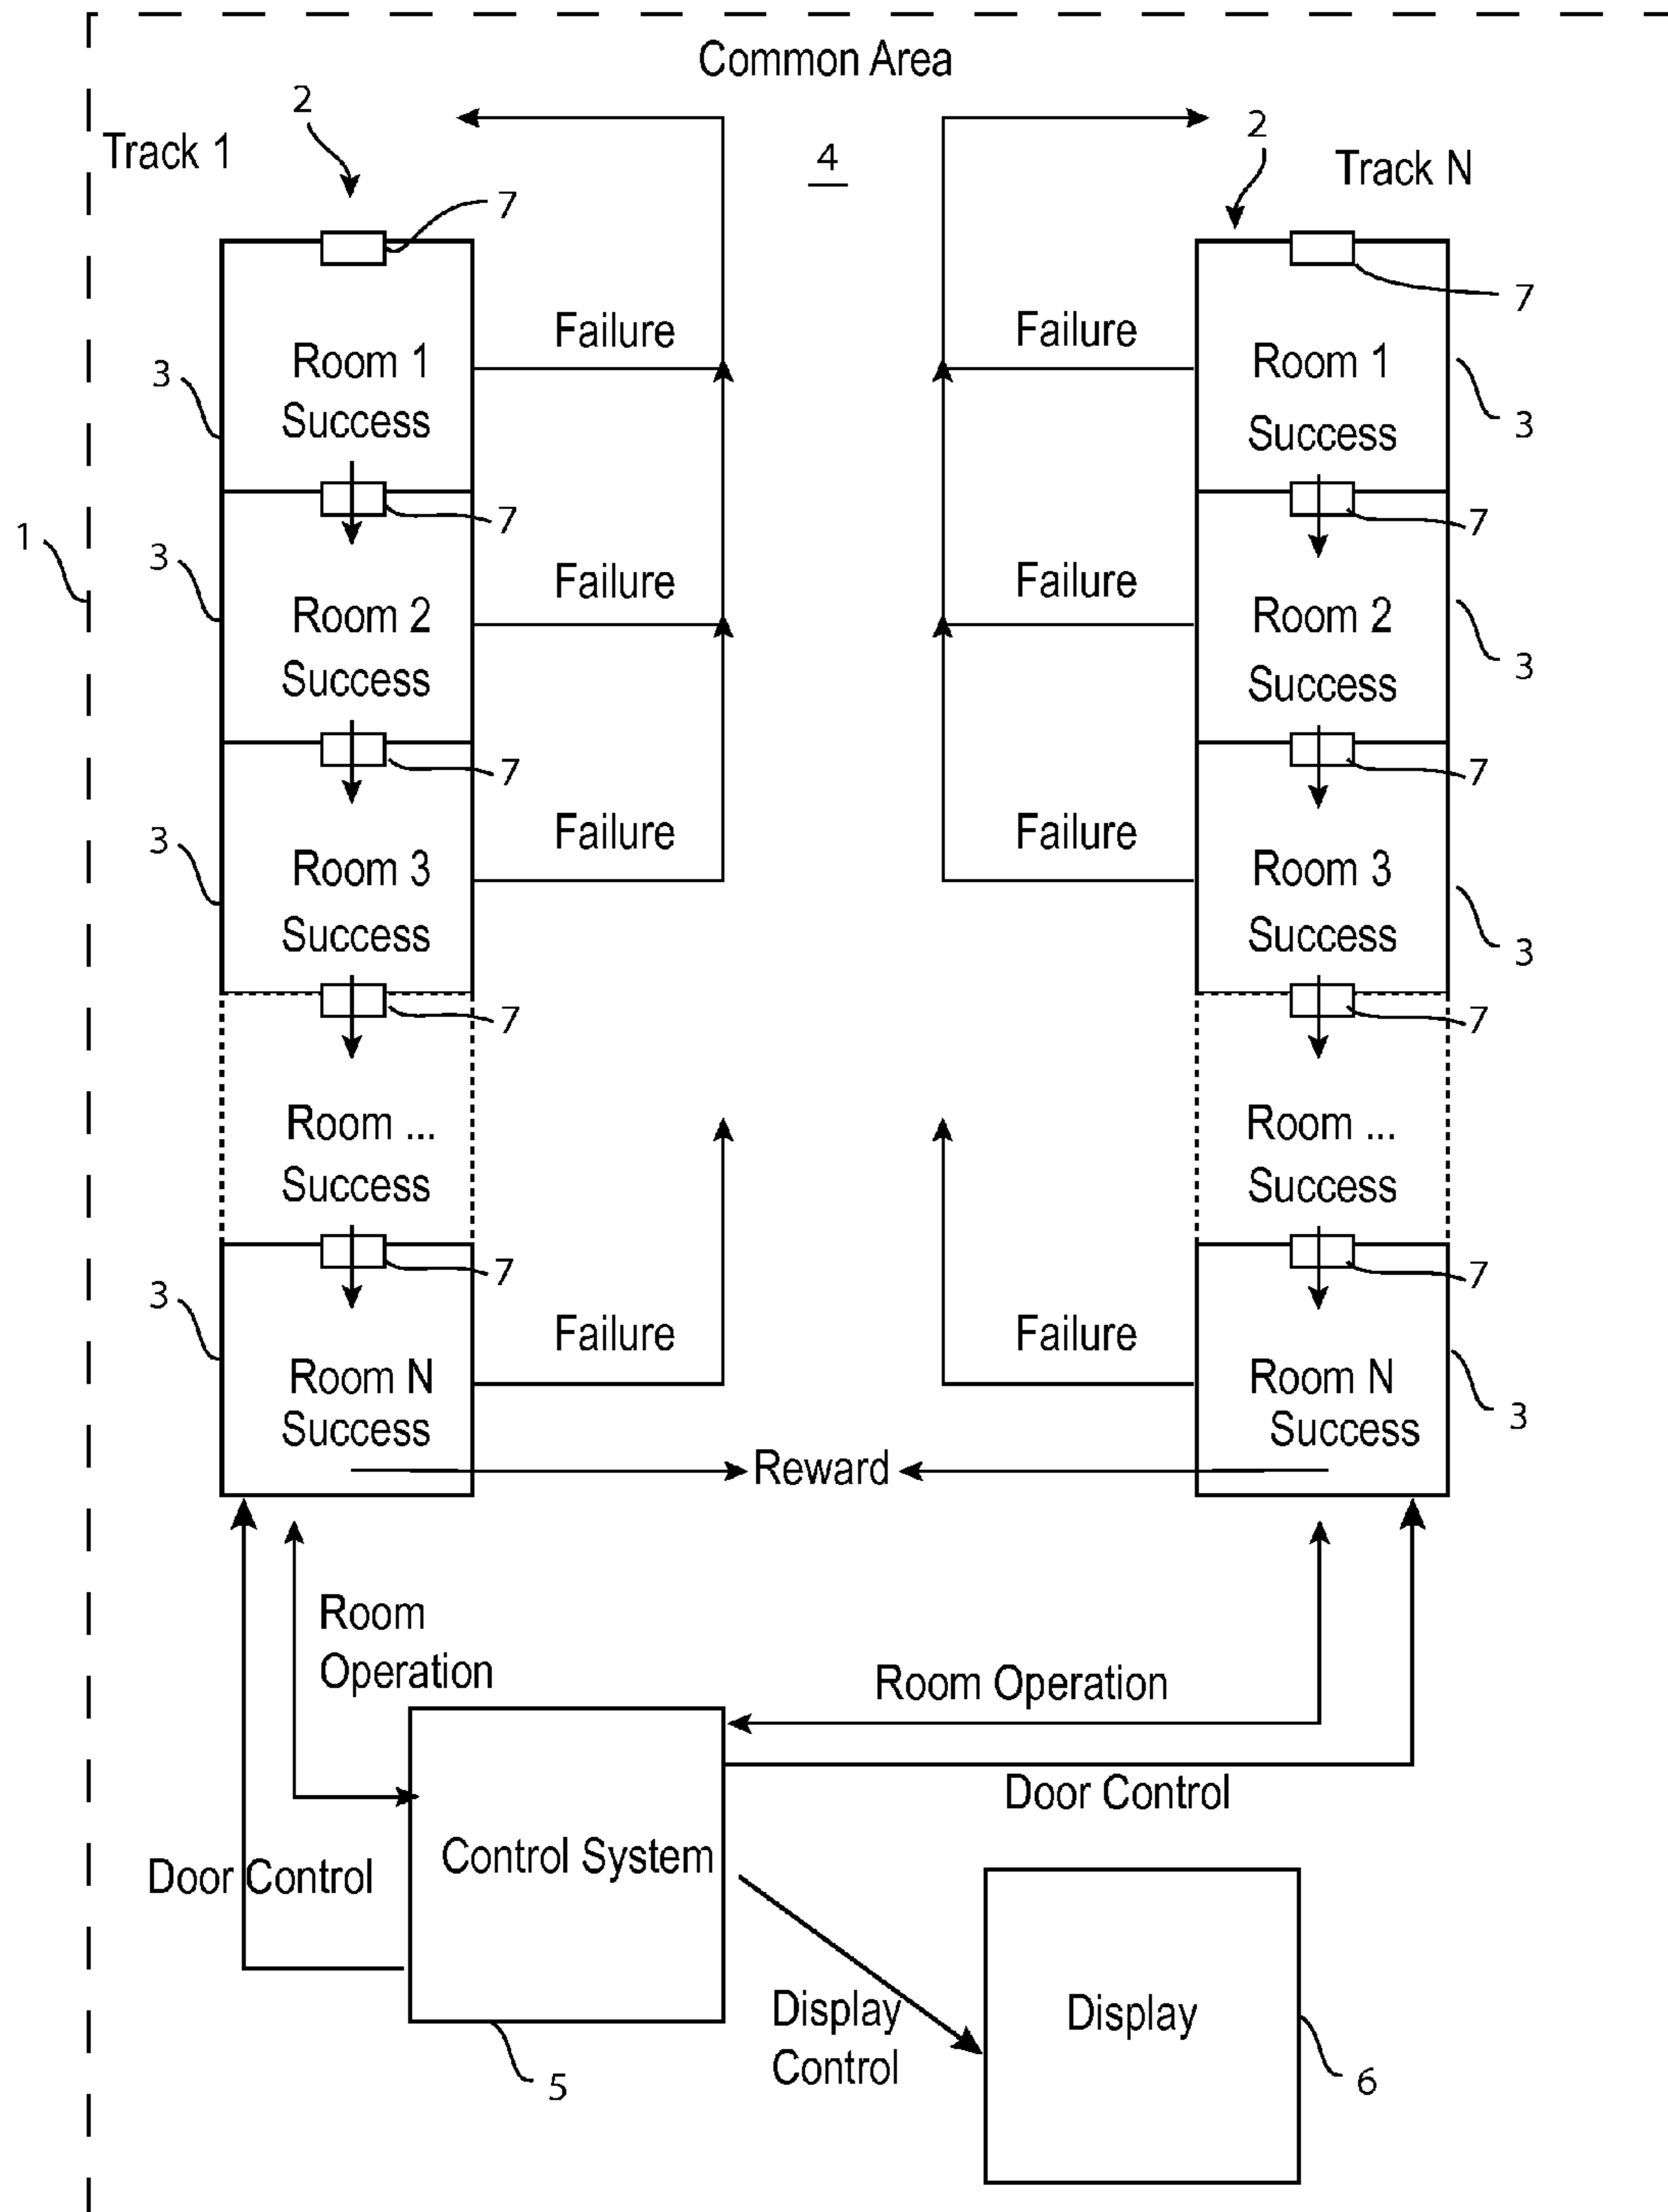 Common Area
2
2
4
Track 1
Track N
7
7
Failure
Failure
Room 1
Room 1
3
3
Success
Success
7
7
1
3
3
Failure
Failure
Room 2
Room 2
Success
Success
7
7
3
3
Failure
Failure
Room 3
Room 3
Success
Success
7
7
Room ...
Room ...
Success
Success
7
7
3
3
Failure
Failure
Room N
Room N
Success
Success
Reward
Room
Operation
Room Operation
Door Control
Control System
Door Control
Display
Control
Display
5
6